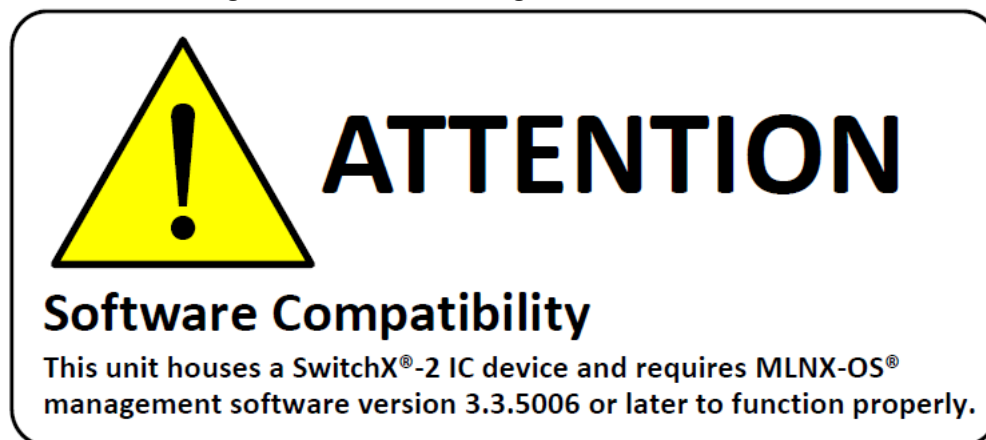 ATTENTION
Software Compatibility
This unit houses a SwitchX®-2 IC device and requires MLNX-OS®
management software version 3.3.5006 or later to function properly.